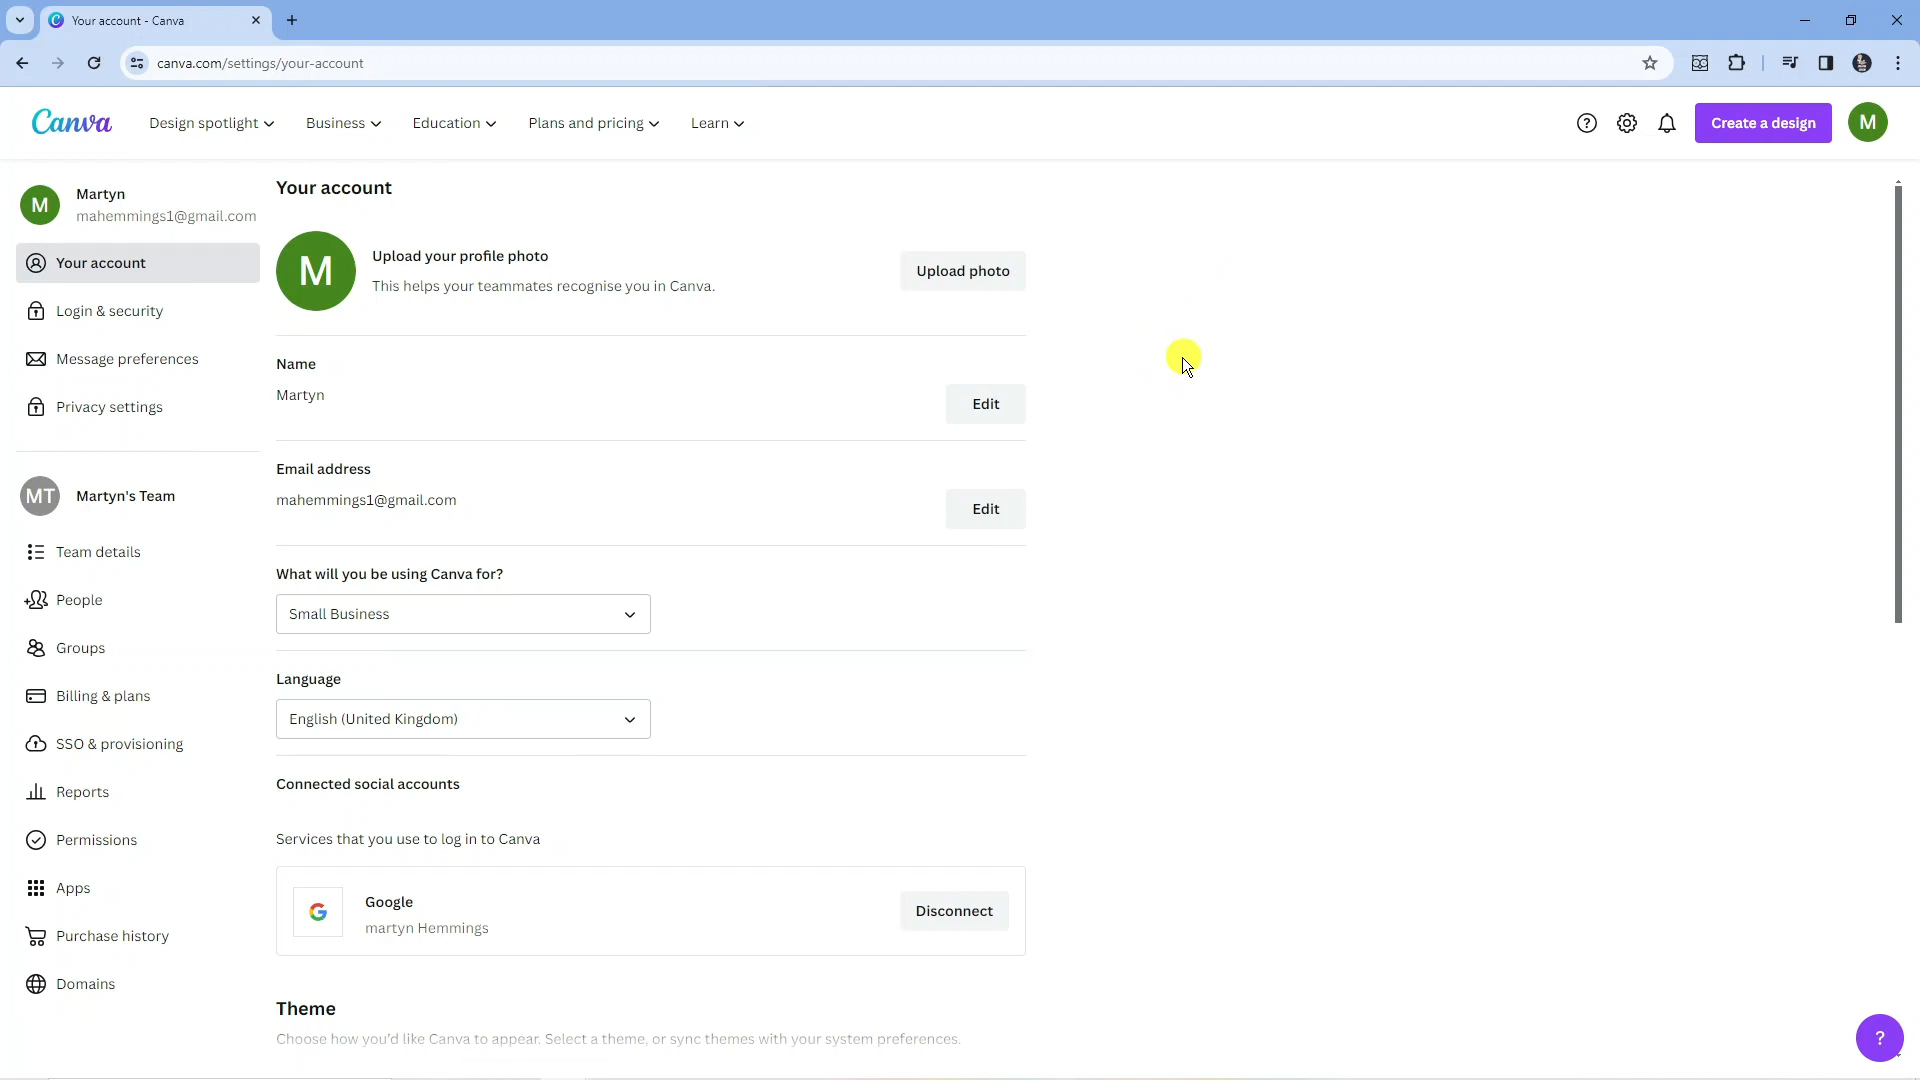 Your account - Canva
canva.com/settings/your-account
Canva
Design spotlight
Business
Education
Plans and pricing
Learn
Create a design
M
M
Martyn
mahemmings1@gmail.com
Your account
Login & security
Message preferences
Privacy settings
MT
Martyn's Team
Team details
People
Groups
Billing & plans
SSO & provisioning
Reports
Permissions
Apps
Purchase history
Domains
Your account
M
Upload your profile photo
This helps your teammates recognise you in Canva.
Upload photo
Name
Martyn
Edit
Email address
mahemmings1@gmail.com
Edit
What will you be using Canva for?
Small Business
Language
English (United Kingdom)
Connected social accounts
Services that you use to log in to Canva
G
Google
martyn Hemmings
Disconnect
Theme
Choose how you'd like Canva to appear. Select a theme, or sync themes with your system preferences.
?